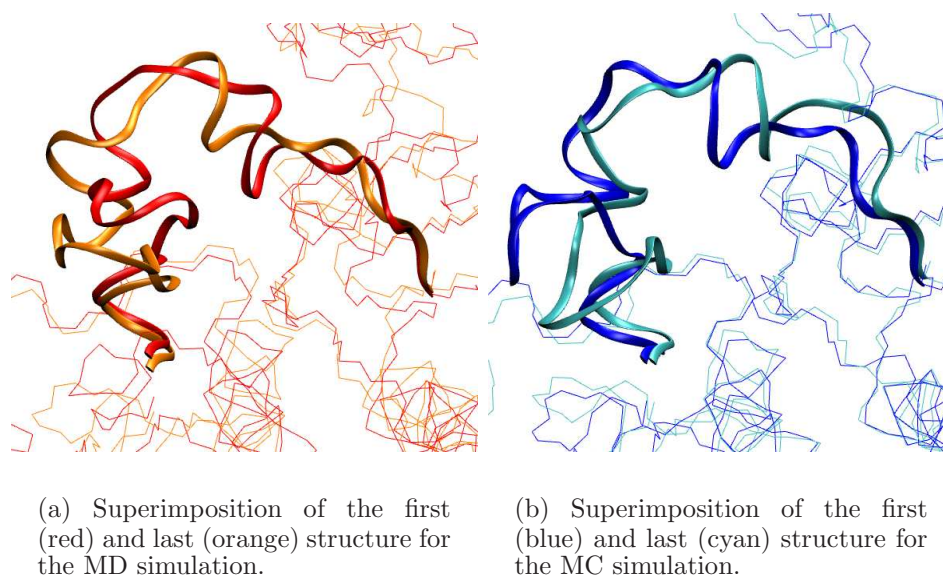 (a) Superimposition of the first
(red) and last (orange) structure for
the MD simulation.
(b) Superimposition of the first
(blue) and last (cyan) structure for
the MC simulation.